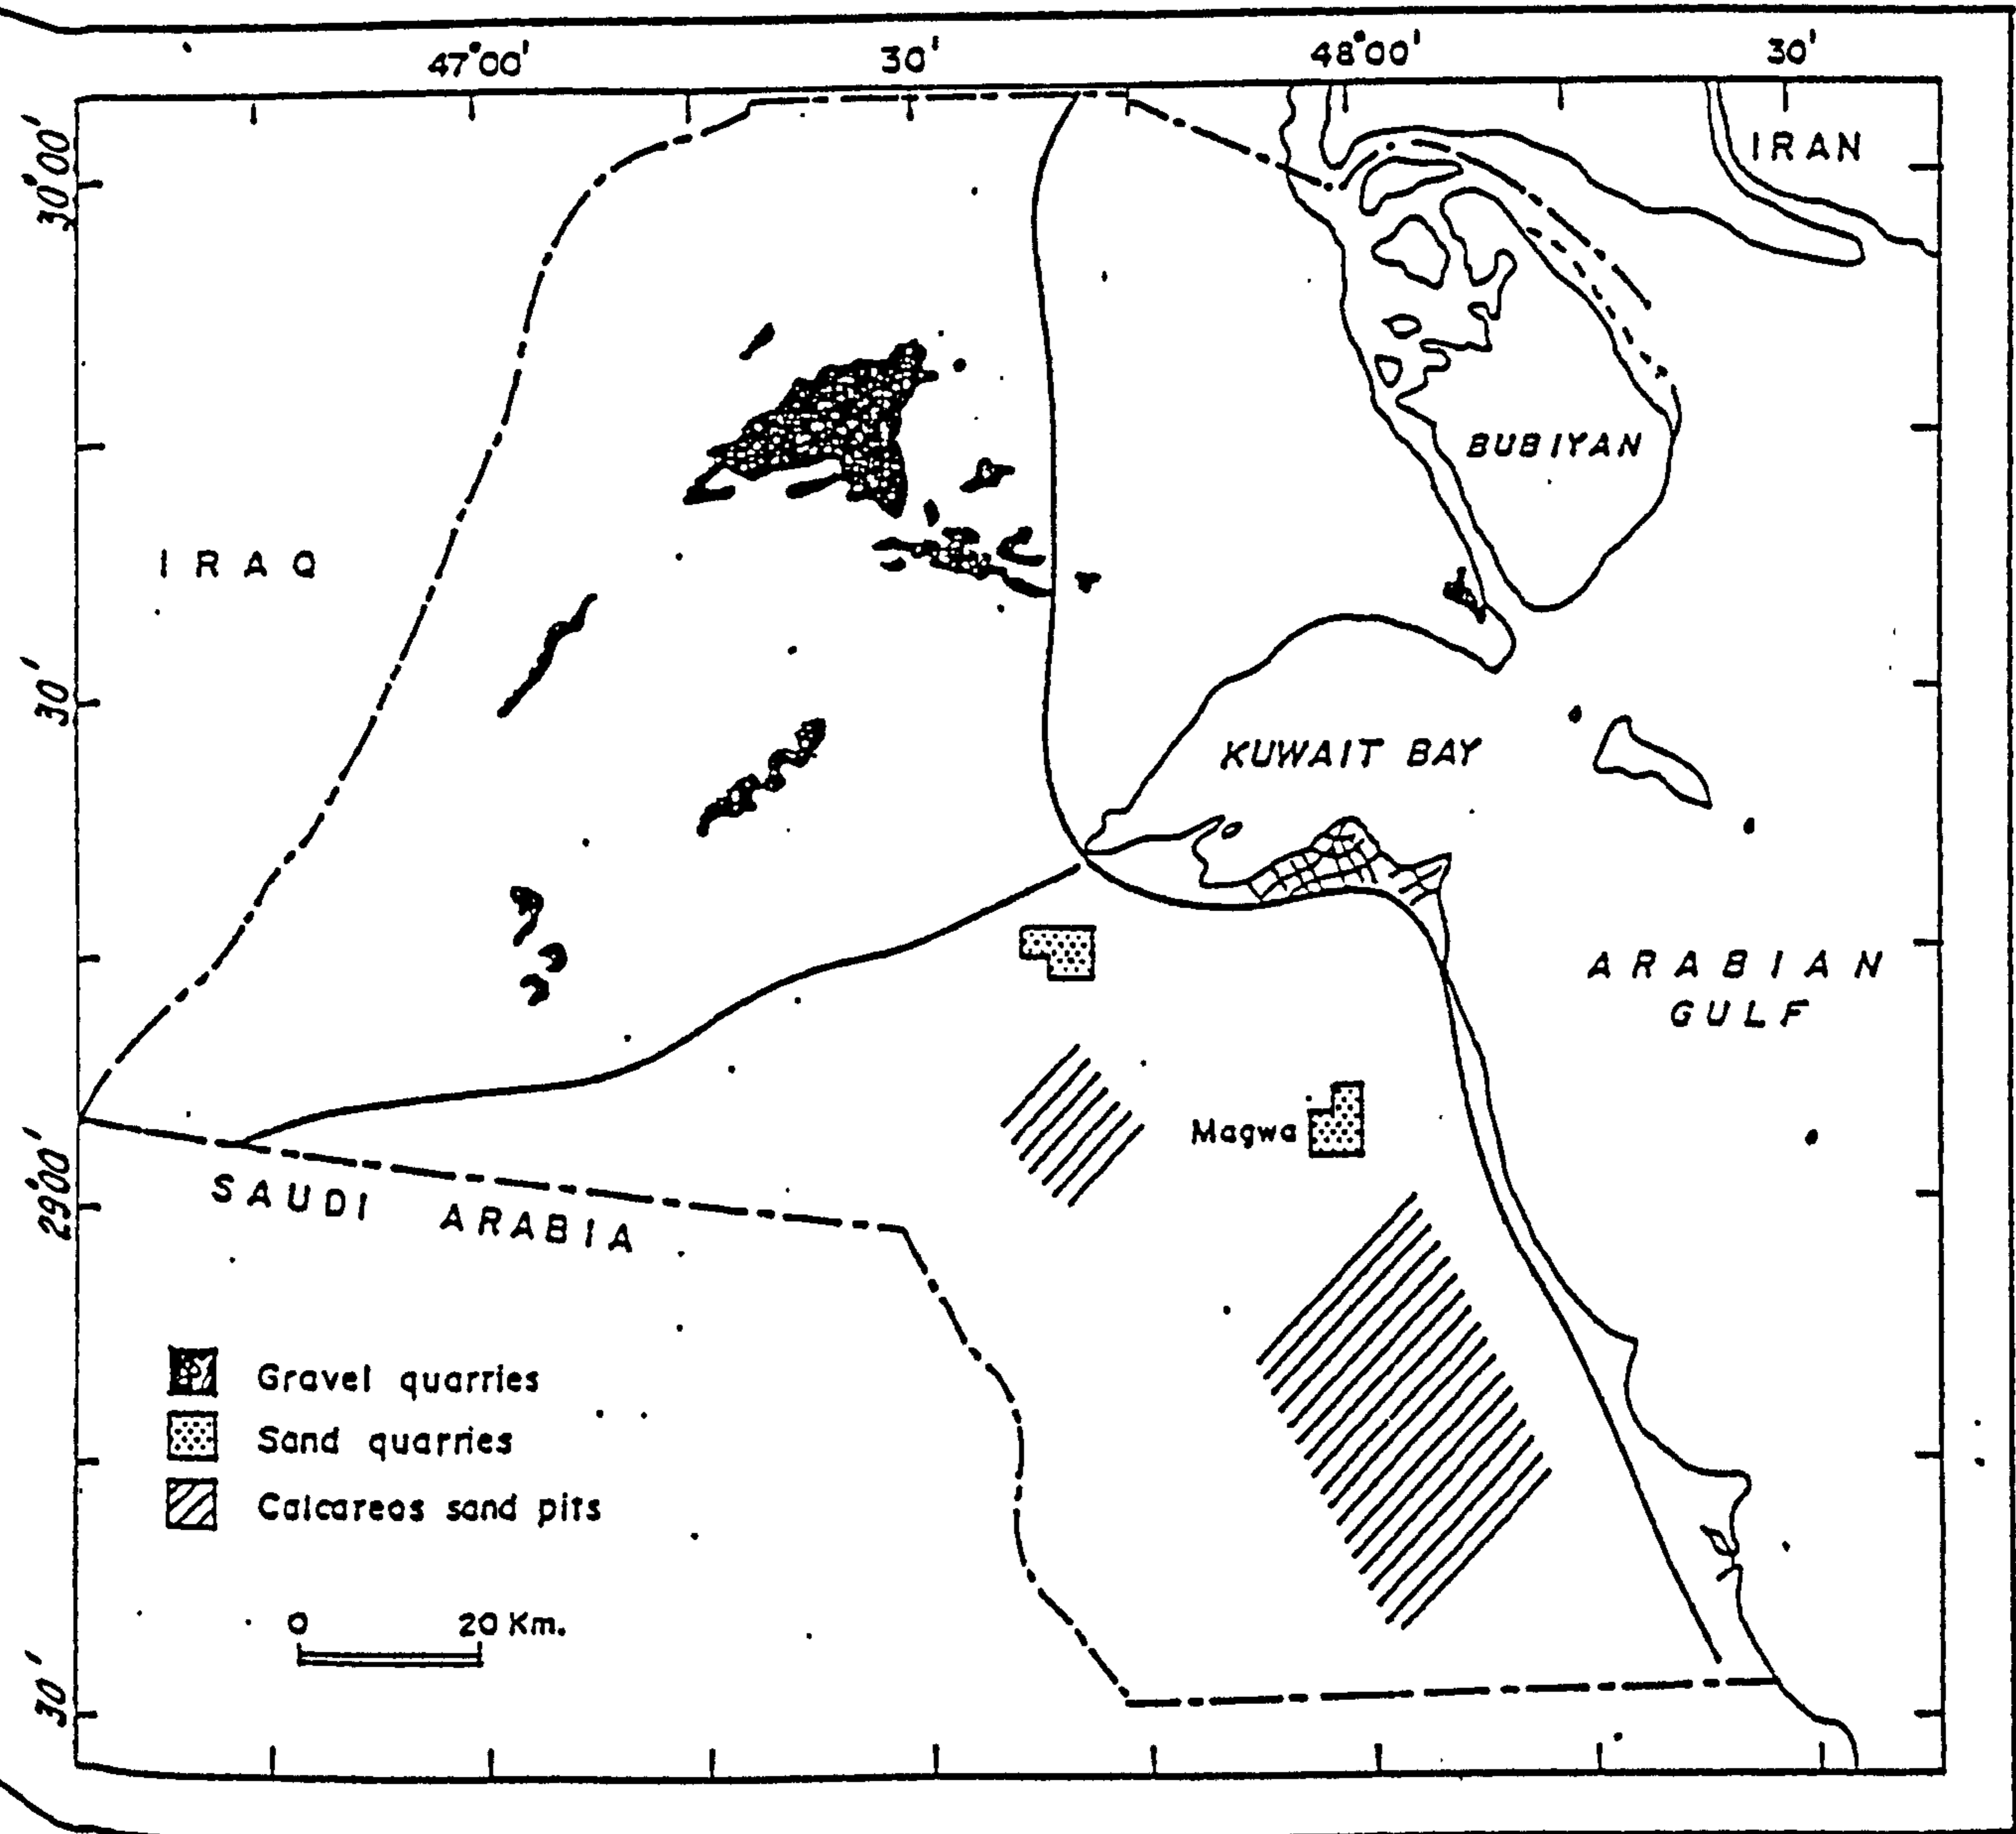 47°00'
30'
48°00'
30'
30°00'
IRAN
BUBIYAN
IRAQ
30'
KUWAIT BAY
ARABIAN
GULF
Magwa
29°00'
SAUDI ARABIA
Gravel quarries
Sand quarries
Calcareos sand pits
0 20 Km.
30'